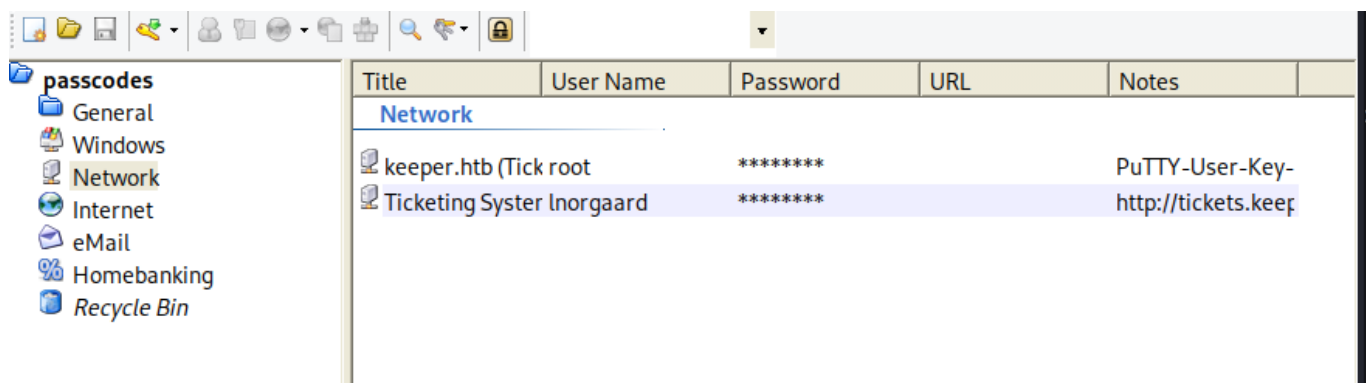 passcodes
General
Windows
Network
Internet
eMail
Homebanking
Recycle Bin
Title User Name Password URL Notes
Network
keeper.htb (Tick root ******** PuTTY-User-Key-
Ticketing Syster lnorgaard ******** http://tickets.keep